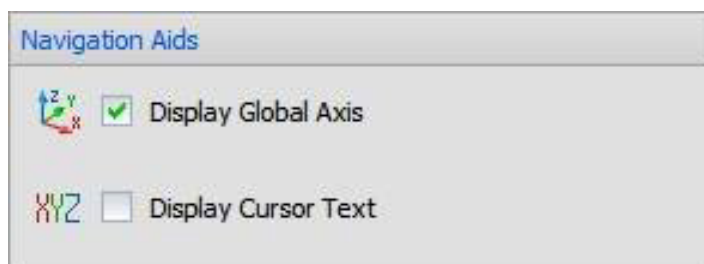 Navigation Aids
Z Y X Display Global Axis
XYZ Display Cursor Text